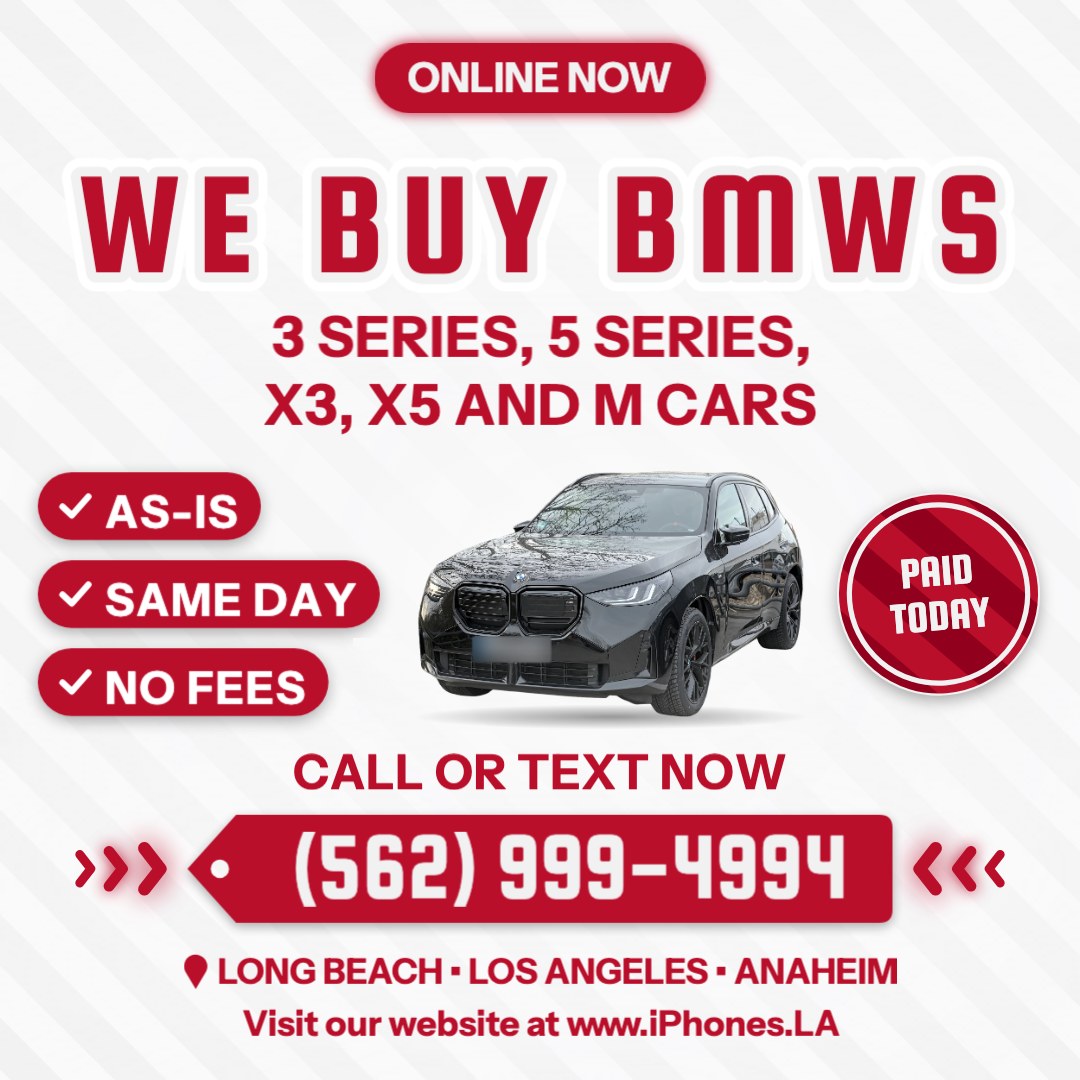 ONLINE NOW
WE BUY BMWS
3 SERIES, 5 SERIES,
X3, X5 AND M CARS
AS-IS
SAME DAY
NO FEES
PAID
TODAY
CALL OR TEXT NOW
(562) 999-4994
LONG BEACH ▪ LOS ANGELES ▪ ANAHEIM
Visit our website at www.iPhones.LA